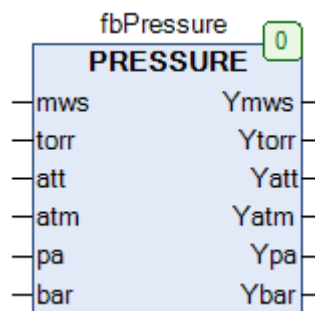 fbPressure
0
PRESSURE
mws Ymws
torr Ytorr
att Yatt
atm Yatm
pa Ypa
bar Ybar